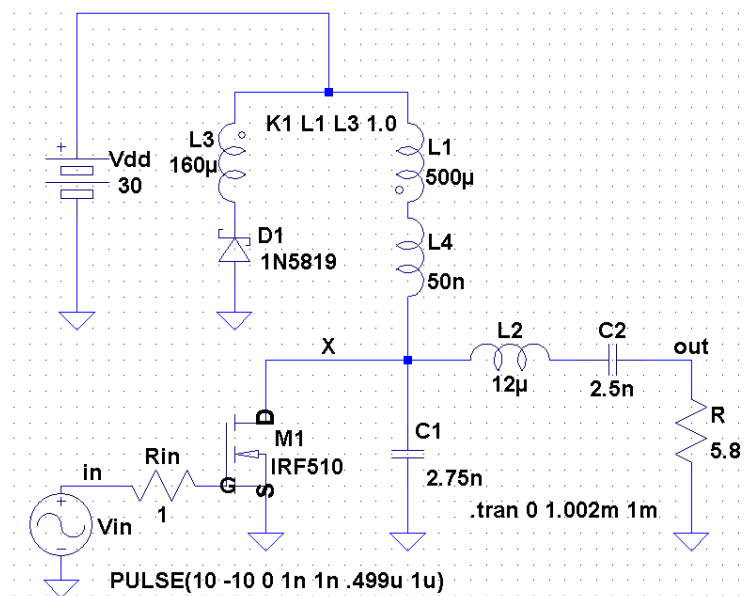 K1 L1 L3 1.0
L3
160µ
L1
500µ
+
Vdd
30
D1
1N5819
L4
50n
X
L2
12µ
C2
2.5n
out
D
M1
IRF510
G
S
C1
2.75n
R
5.8
in
Rin
1
+
Vin
.tran 0 1.002m 1m
PULSE(10 -10 0 1n 1n .499u 1u)